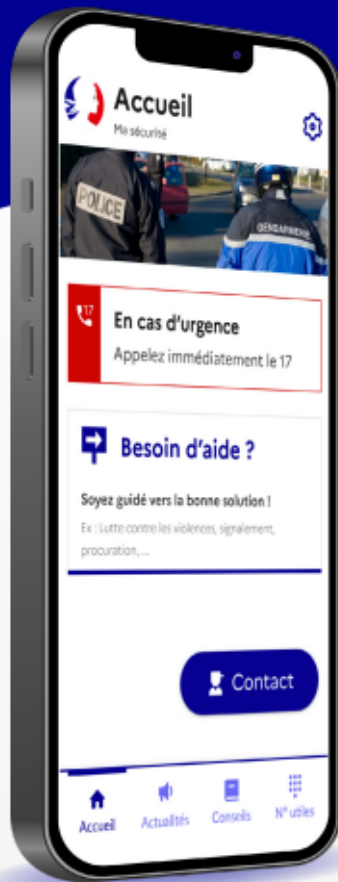 Accueil
Ma sécurité
POLICE
GENDARMERIE
17
En cas d'urgence
Appelez immédiatement le 17
Besoin d'aide ?
Soyez guidé vers la bonne solution !
Ex : Lutte contre les violences, signalement,
procuration, ...
Contact
Accueil
Actualités
Conseils
N° utiles